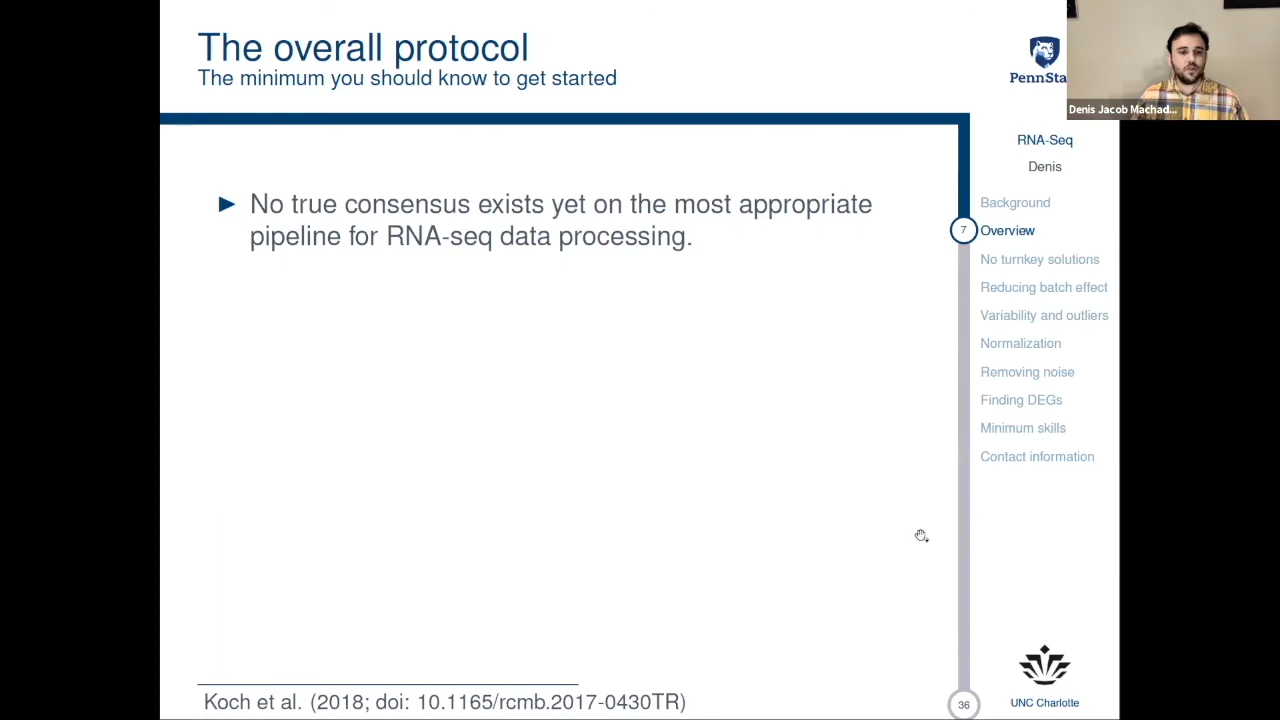 The overall protocol
The minimum you should know to get started
PennSta
Denis Jacob Machad...
RNA-Seq
Denis
► No true consensus exists yet on the most appropriate
pipeline for RNA-seq data processing.
Background
7
Overview
No turnkey solutions
Reducing batch effect
Variability and outliers
Normalization
Removing noise
Finding DEGs
Minimum skills
Contact information
Koch et al. (2018; doi: 10.1165/rcmb.2017-0430TR)
36
UNC Charlotte